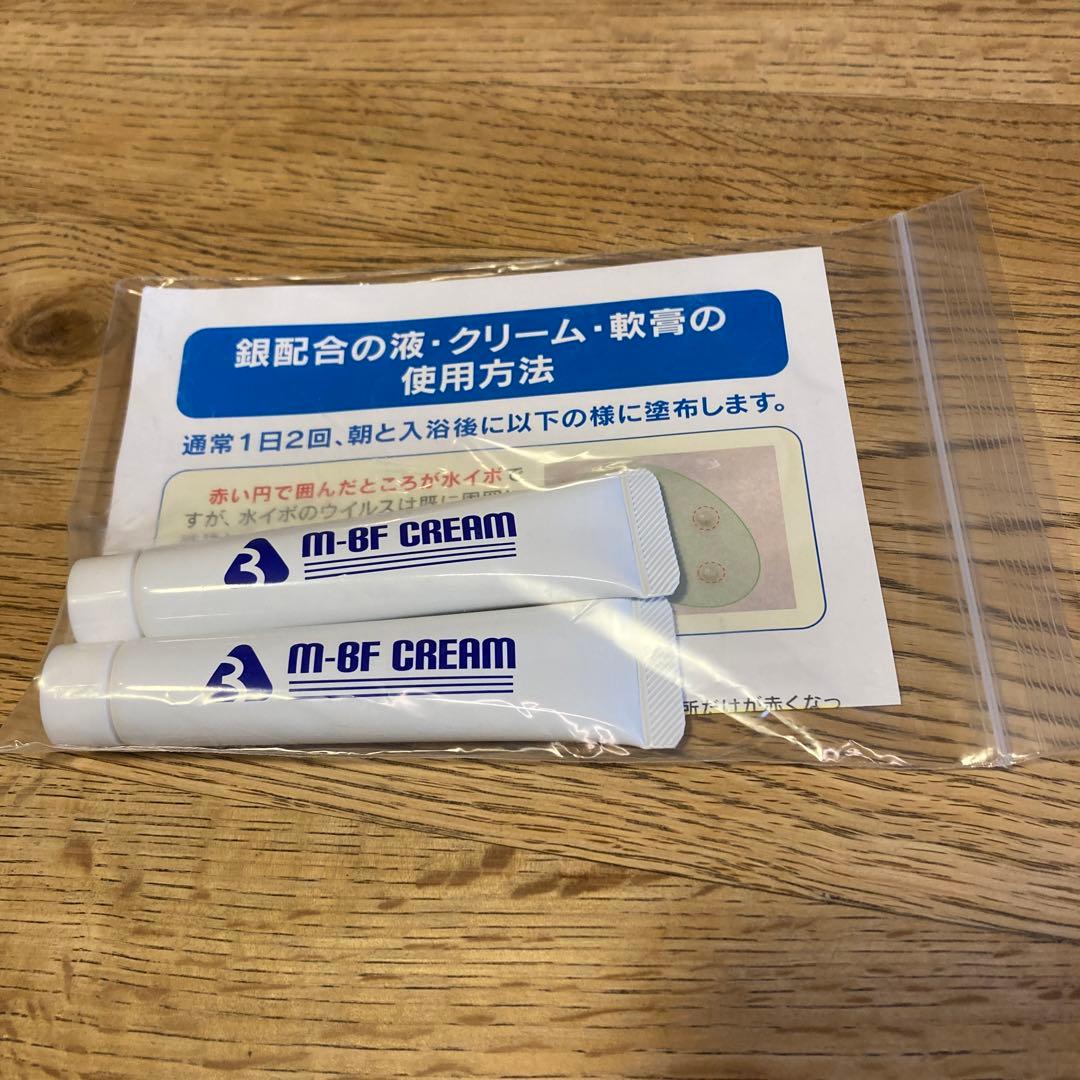 銀配合の液・クリーム・軟膏の
使用方法
通常1日2回、朝と入浴後に以下の様に塗布します。
赤い円で囲んだところが水イボで
すが、水イボのウイルスは既に周囲に
M-BF CREAM
M-BF CREAM
所だけが赤くなっ